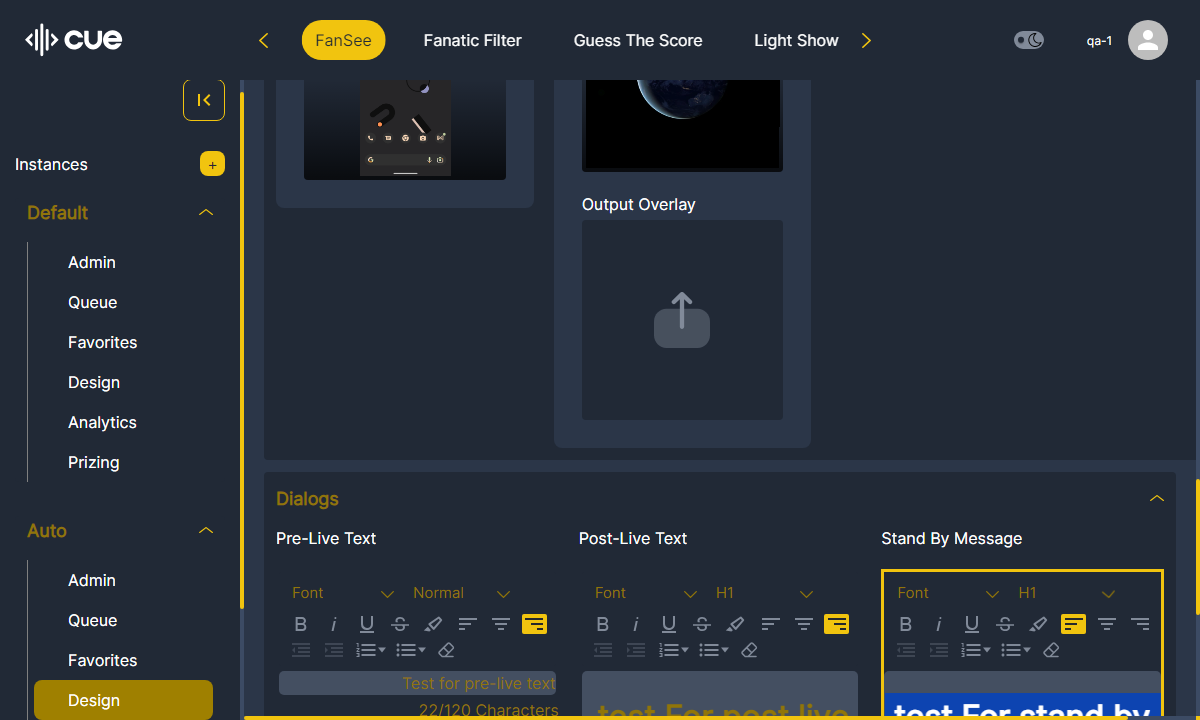 cue
FanSee
Fanatic Filter
Guess The Score
Light Show
qa-1
Instances
+
Default
Admin
Queue
Favorites
Design
Analytics
Prizing
Auto
Admin
Queue
Favorites
Design
Output Overlay
Dialogs
Pre-Live Text
Font Normal
Test for pre-live text
22/120 Characters
Post-Live Text
Font H1
test For post live
Stand By Message
Font H1
test For stand by